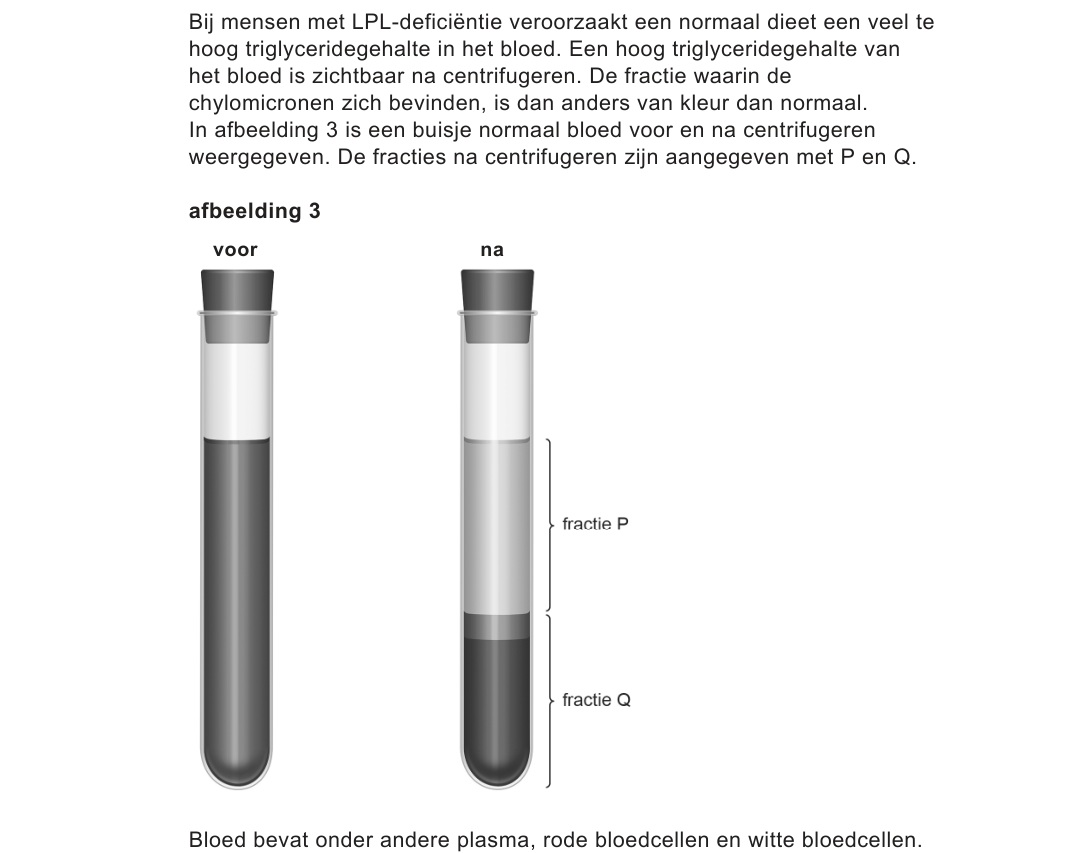 Bij mensen met LPL-deficiëntie veroorzaakt een normaal dieet een veel te
hoog triglyceridegehalte in het bloed. Een hoog triglyceridegehalte van
het bloed is zichtbaar na centrifugeren. De fractie waarin de
chylomicronen zich bevinden, is dan anders van kleur dan normaal.
In afbeelding 3 is een buisje normaal bloed voor en na centrifugeren
weergegeven. De fracties na centrifugeren zijn aangegeven met P en Q.
afbeelding 3
voor
na
fractie P
fractie Q
Bloed bevat onder andere plasma, rode bloedcellen en witte bloedcellen.